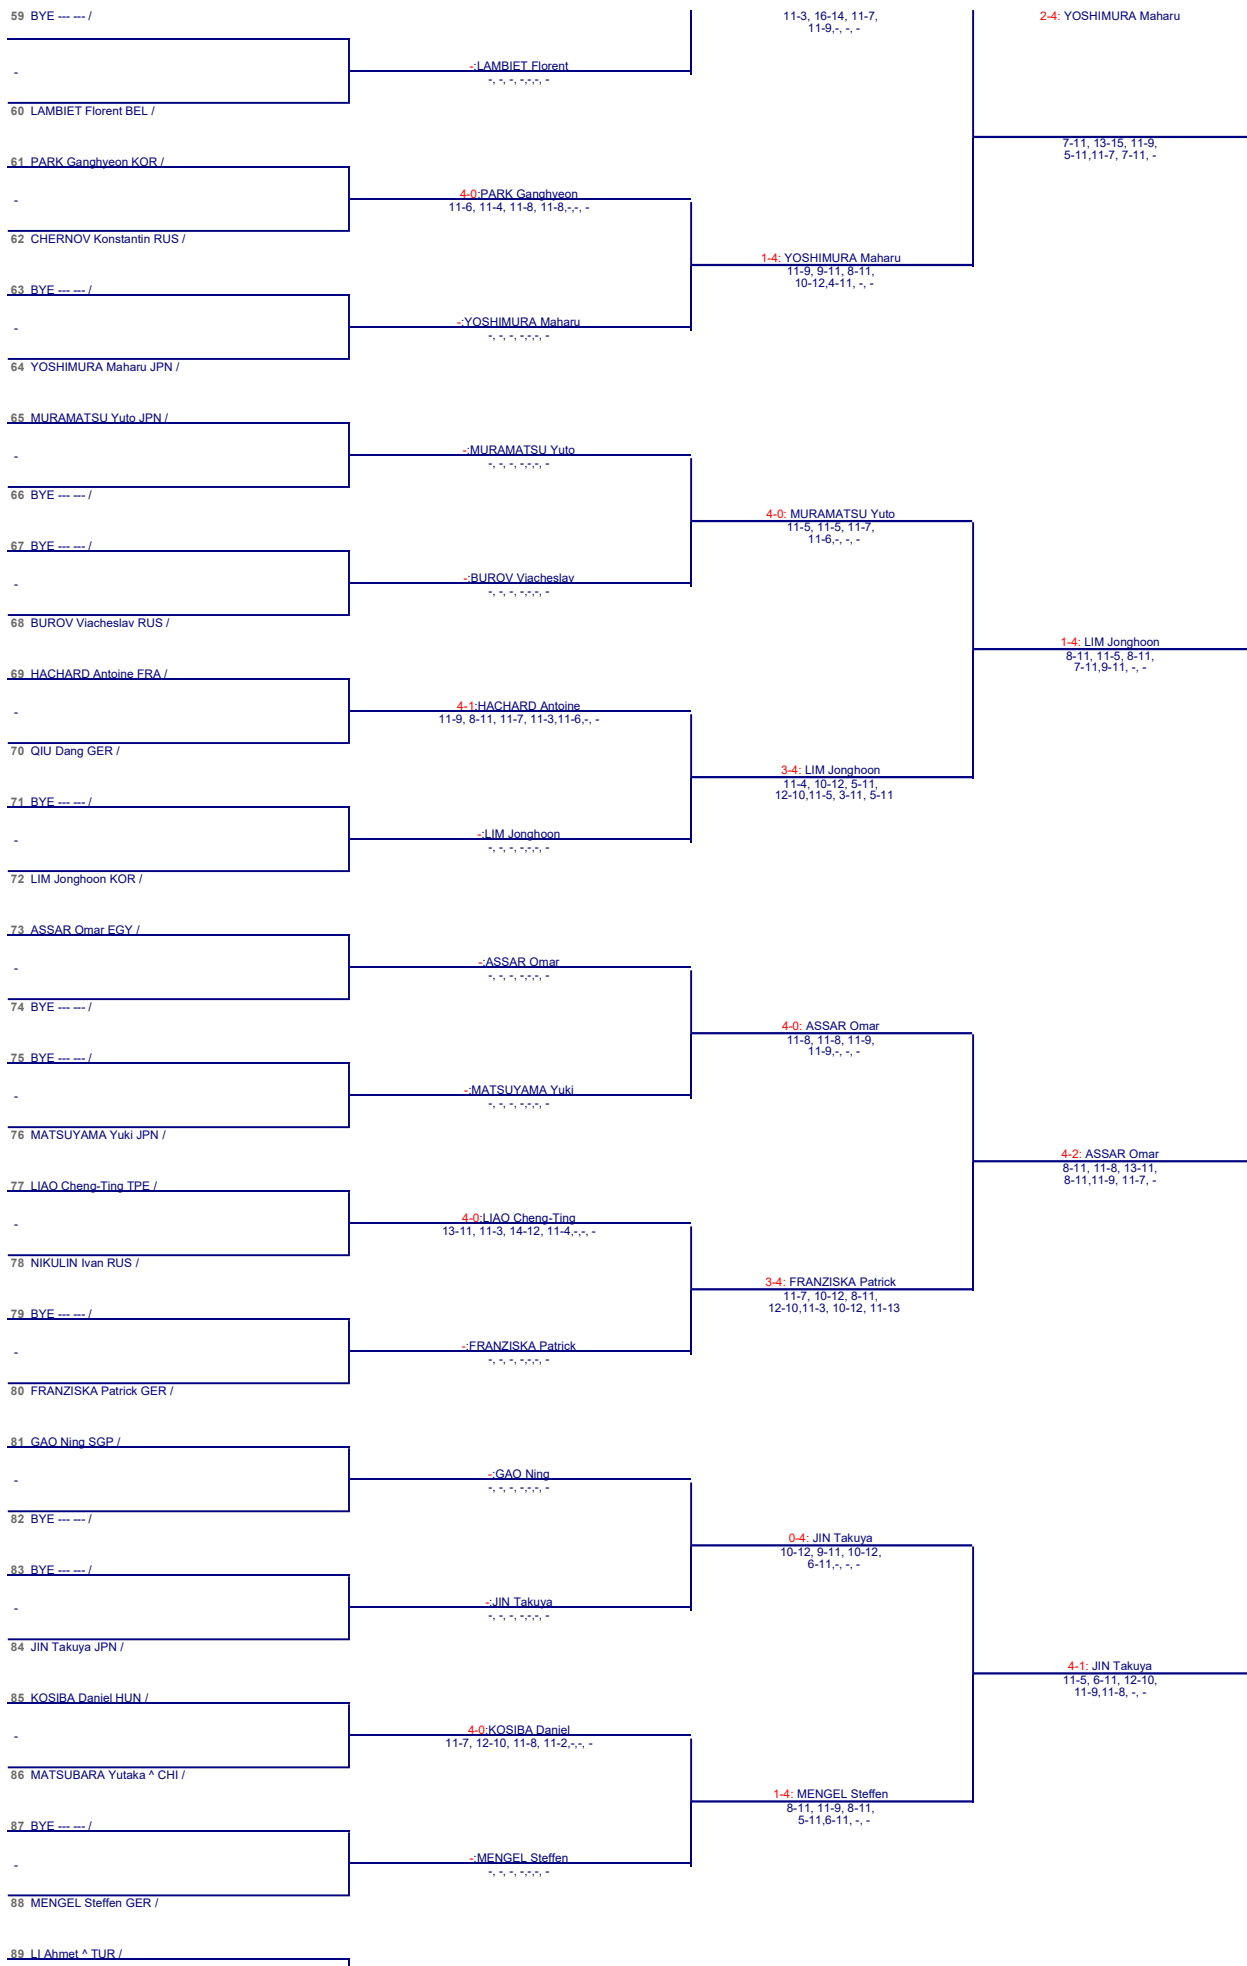 59 BYE --- --- /
11-3, 16-14, 11-7,
11-9,-, -, -
2-4: YOSHIMURA Maharu
-
-:LAMBIET Florent
-, -, -, -,-,-, -
60 LAMBIET Florent BEL /
7-11, 13-15, 11-9,
5-11,11-7, 7-11, -
61 PARK Ganghyeon KOR /
-
4-0:PARK Ganghyeon
11-6, 11-4, 11-8, 11-8,-,-, -
62 CHERNOV Konstantin RUS /
1-4: YOSHIMURA Maharu
11-9, 9-11, 8-11,
10-12,4-11, -, -
63 BYE --- --- /
-
-:YOSHIMURA Maharu
-, -, -, -,-,-, -
64 YOSHIMURA Maharu JPN /
65 MURAMATSU Yuto JPN /
-
-:MURAMATSU Yuto
-, -, -, -,-,-, -
66 BYE --- --- /
4-0: MURAMATSU Yuto
11-5, 11-5, 11-7,
11-6,-, -, -
67 BYE --- --- /
-
-:BUROV Viacheslav
-, -, -, -,-,-, -
68 BUROV Viacheslav RUS /
1-4: LIM Jonghoon
8-11, 11-5, 8-11,
7-11,9-11, -, -
69 HACHARD Antoine FRA /
-
4-1:HACHARD Antoine
11-9, 8-11, 11-7, 11-3,11-6,-, -
70 QIU Dang GER /
3-4: LIM Jonghoon
11-4, 10-12, 5-11,
12-10,11-5, 3-11, 5-11
71 BYE --- --- /
-
-:LIM Jonghoon
-, -, -, -,-,-, -
72 LIM Jonghoon KOR /
73 ASSAR Omar EGY /
-
-:ASSAR Omar
-, -, -, -,-,-, -
74 BYE --- --- /
4-0: ASSAR Omar
11-8, 11-8, 11-9,
11-9,-, -, -
75 BYE --- --- /
-
-:MATSUYAMA Yuki
-, -, -, -,-,-, -
76 MATSUYAMA Yuki JPN /
4-2: ASSAR Omar
8-11, 11-8, 13-11,
8-11,11-9, 11-7, -
77 LIAO Cheng-Ting TPE /
-
4-0:LIAO Cheng-Ting
13-11, 11-3, 14-12, 11-4,-,-, -
78 NIKULIN Ivan RUS /
3-4: FRANZISKA Patrick
11-7, 10-12, 8-11,
12-10,11-3, 10-12, 11-13
79 BYE --- --- /
-
-:FRANZISKA Patrick
-, -, -, -,-,-, -
80 FRANZISKA Patrick GER /
81 GAO Ning SGP /
-
-:GAO Ning
-, -, -, -,-,-, -
82 BYE --- --- /
0-4: JIN Takuya
10-12, 9-11, 10-12,
6-11,-, -, -
83 BYE --- --- /
-
-:JIN Takuya
-, -, -, -,-,-, -
84 JIN Takuya JPN /
4-1: JIN Takuya
11-5, 6-11, 12-10,
11-9,11-8, -, -
85 KOSIBA Daniel HUN /
-
4-0:KOSIBA Daniel
11-7, 12-10, 11-8, 11-2,-,-, -
86 MATSUBARA Yutaka ^ CHI /
1-4: MENGEL Steffen
8-11, 11-9, 8-11,
5-11,6-11, -, -
87 BYE --- --- /
-
-:MENGEL Steffen
-, -, -, -,-,-, -
88 MENGEL Steffen GER /
89 LI Ahmet ^ TUR /